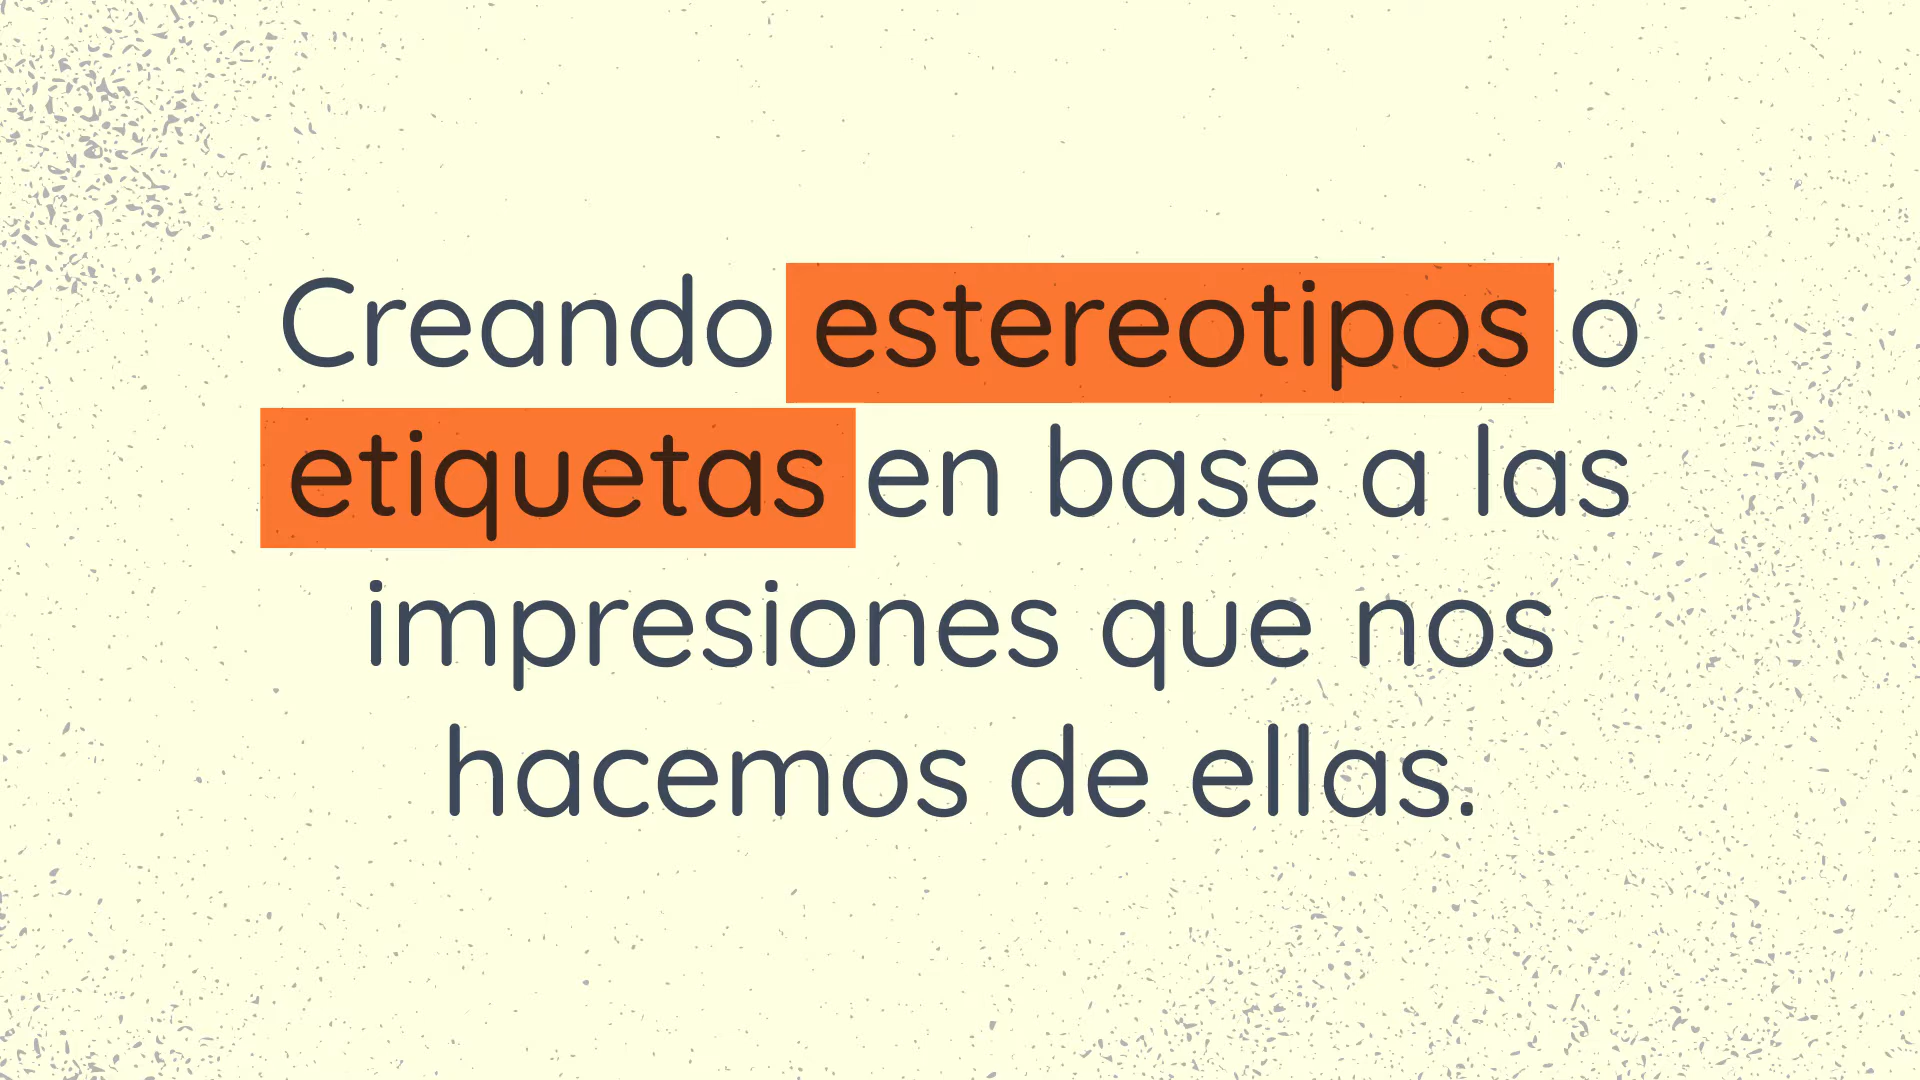 Creando estereotipos o
etiquetas en base a las
impresiones que nos
hacemos de ellas.